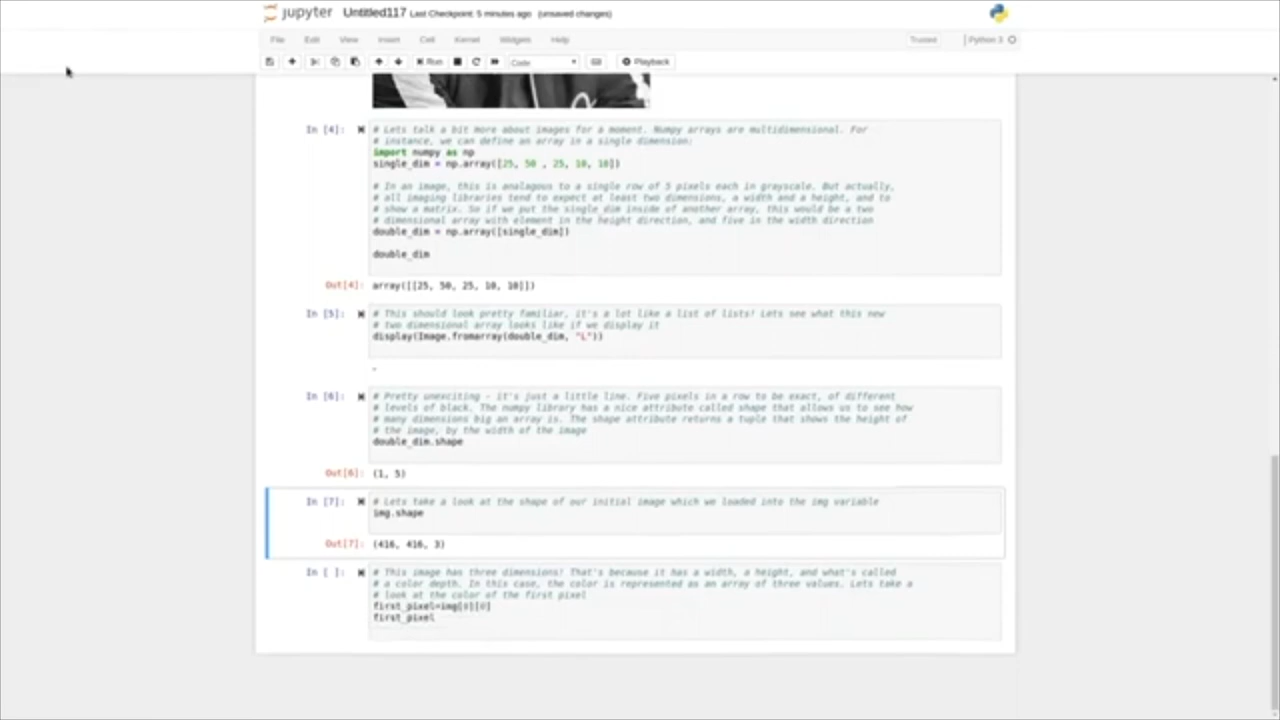 jupyter Untitled117 Last Checkpoint: 5 minutes ago (unsaved changes)
File Edit View Insert Cell Kernel Widgets Help Trusted Python 3
Run Code Playback
In [4]: # Lets talk a bit more about images for a moment. Numpy arrays are multidimensional. For
# instance, we can define an array in a single dimension:
import numpy as np
single_dim = np.array([25, 50 , 25, 10, 10])
# In an image, this is analagous to a single row of 5 pixels each in grayscale. But actually,
# all imaging libraries tend to expect at least two dimensions, a width and a height, and to
# show a matrix. So if we put the single_dim inside of another array, this would be a two
# dimensional array with element in the height direction, and five in the width direction
double_dim = np.array([single_dim])
double_dim
Out[4]: array([[25, 50, 25, 10, 10]])
In [5]: # This should look pretty familiar, it's a lot like a list of lists! Lets see what this new
# two dimensional array looks like if we display it
display(Image.fromarray(double_dim, "L"))
In [6]: # Pretty unexciting - it's just a little line. Five pixels in a row to be exact, of different
# levels of black. The numpy library has a nice attribute called shape that allows us to see how
# many dimensions big an array is. The shape attribute returns a tuple that shows the height of
# the image, by the width of the image
double_dim.shape
Out[6]: (1, 5)
In [7]: # Lets take a look at the shape of our initial image which we loaded into the img variable
img.shape
Out[7]: (416, 416, 3)
In [ ]: # This image has three dimensions! That's because it has a width, a height, and what's called
# a color depth. In this case, the color is represented as an array of three values. Lets take a
# look at the color of the first pixel
first_pixel=img[0][0]
first_pixel